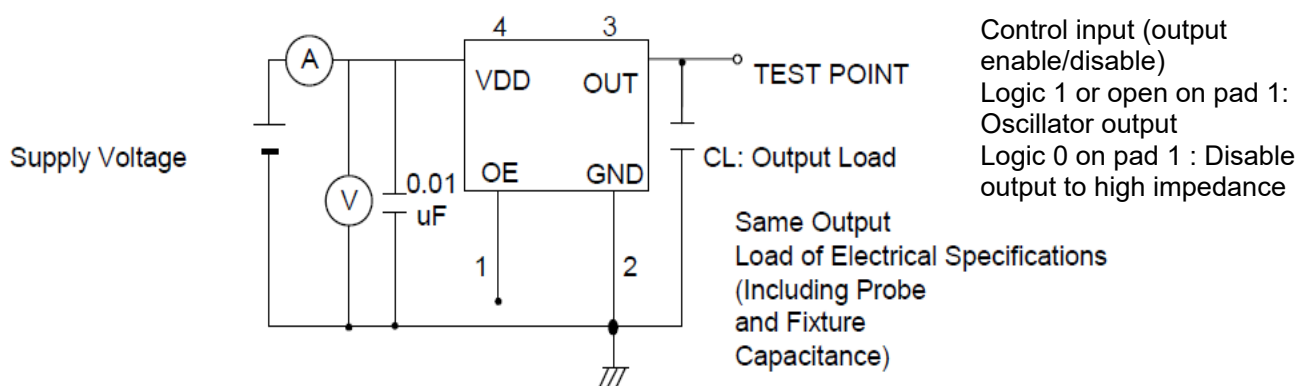 4 3
A
VDD OUT
TEST POINT
Supply Voltage
V
0.01
uF
OE GND
CL: Output Load
1 2
Same Output
Load of Electrical Specifications
(Including Probe
and Fixture
Capacitance)
Control input (output
enable/disable)
Logic 1 or open on pad 1:
Oscillator output
Logic 0 on pad 1 : Disable
output to high impedance